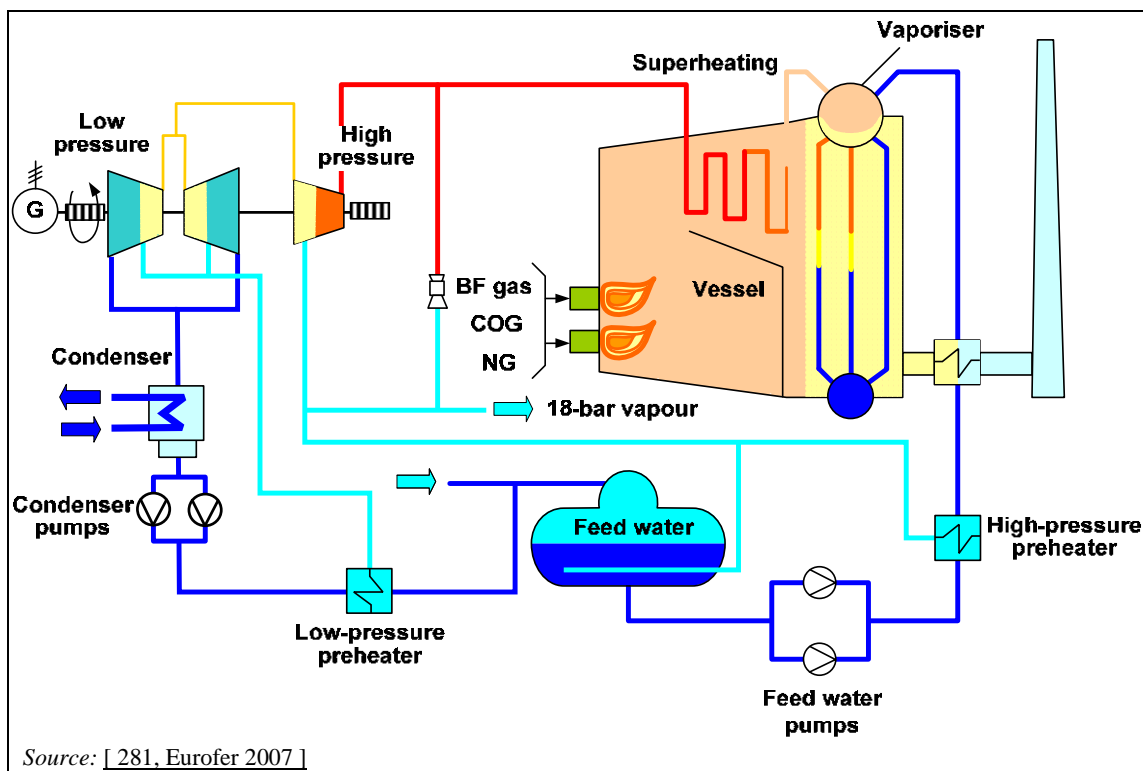 Vaporiser
Superheating
Low
pressure
High
pressure
G
BF gas
COG
NG
Vessel
Condenser
18-bar vapour
Condenser
pumps
Feed water
High-pressure
preheater
Low-pressure
preheater
Feed water
pumps
Source: [ 281, Eurofer 2007 ]